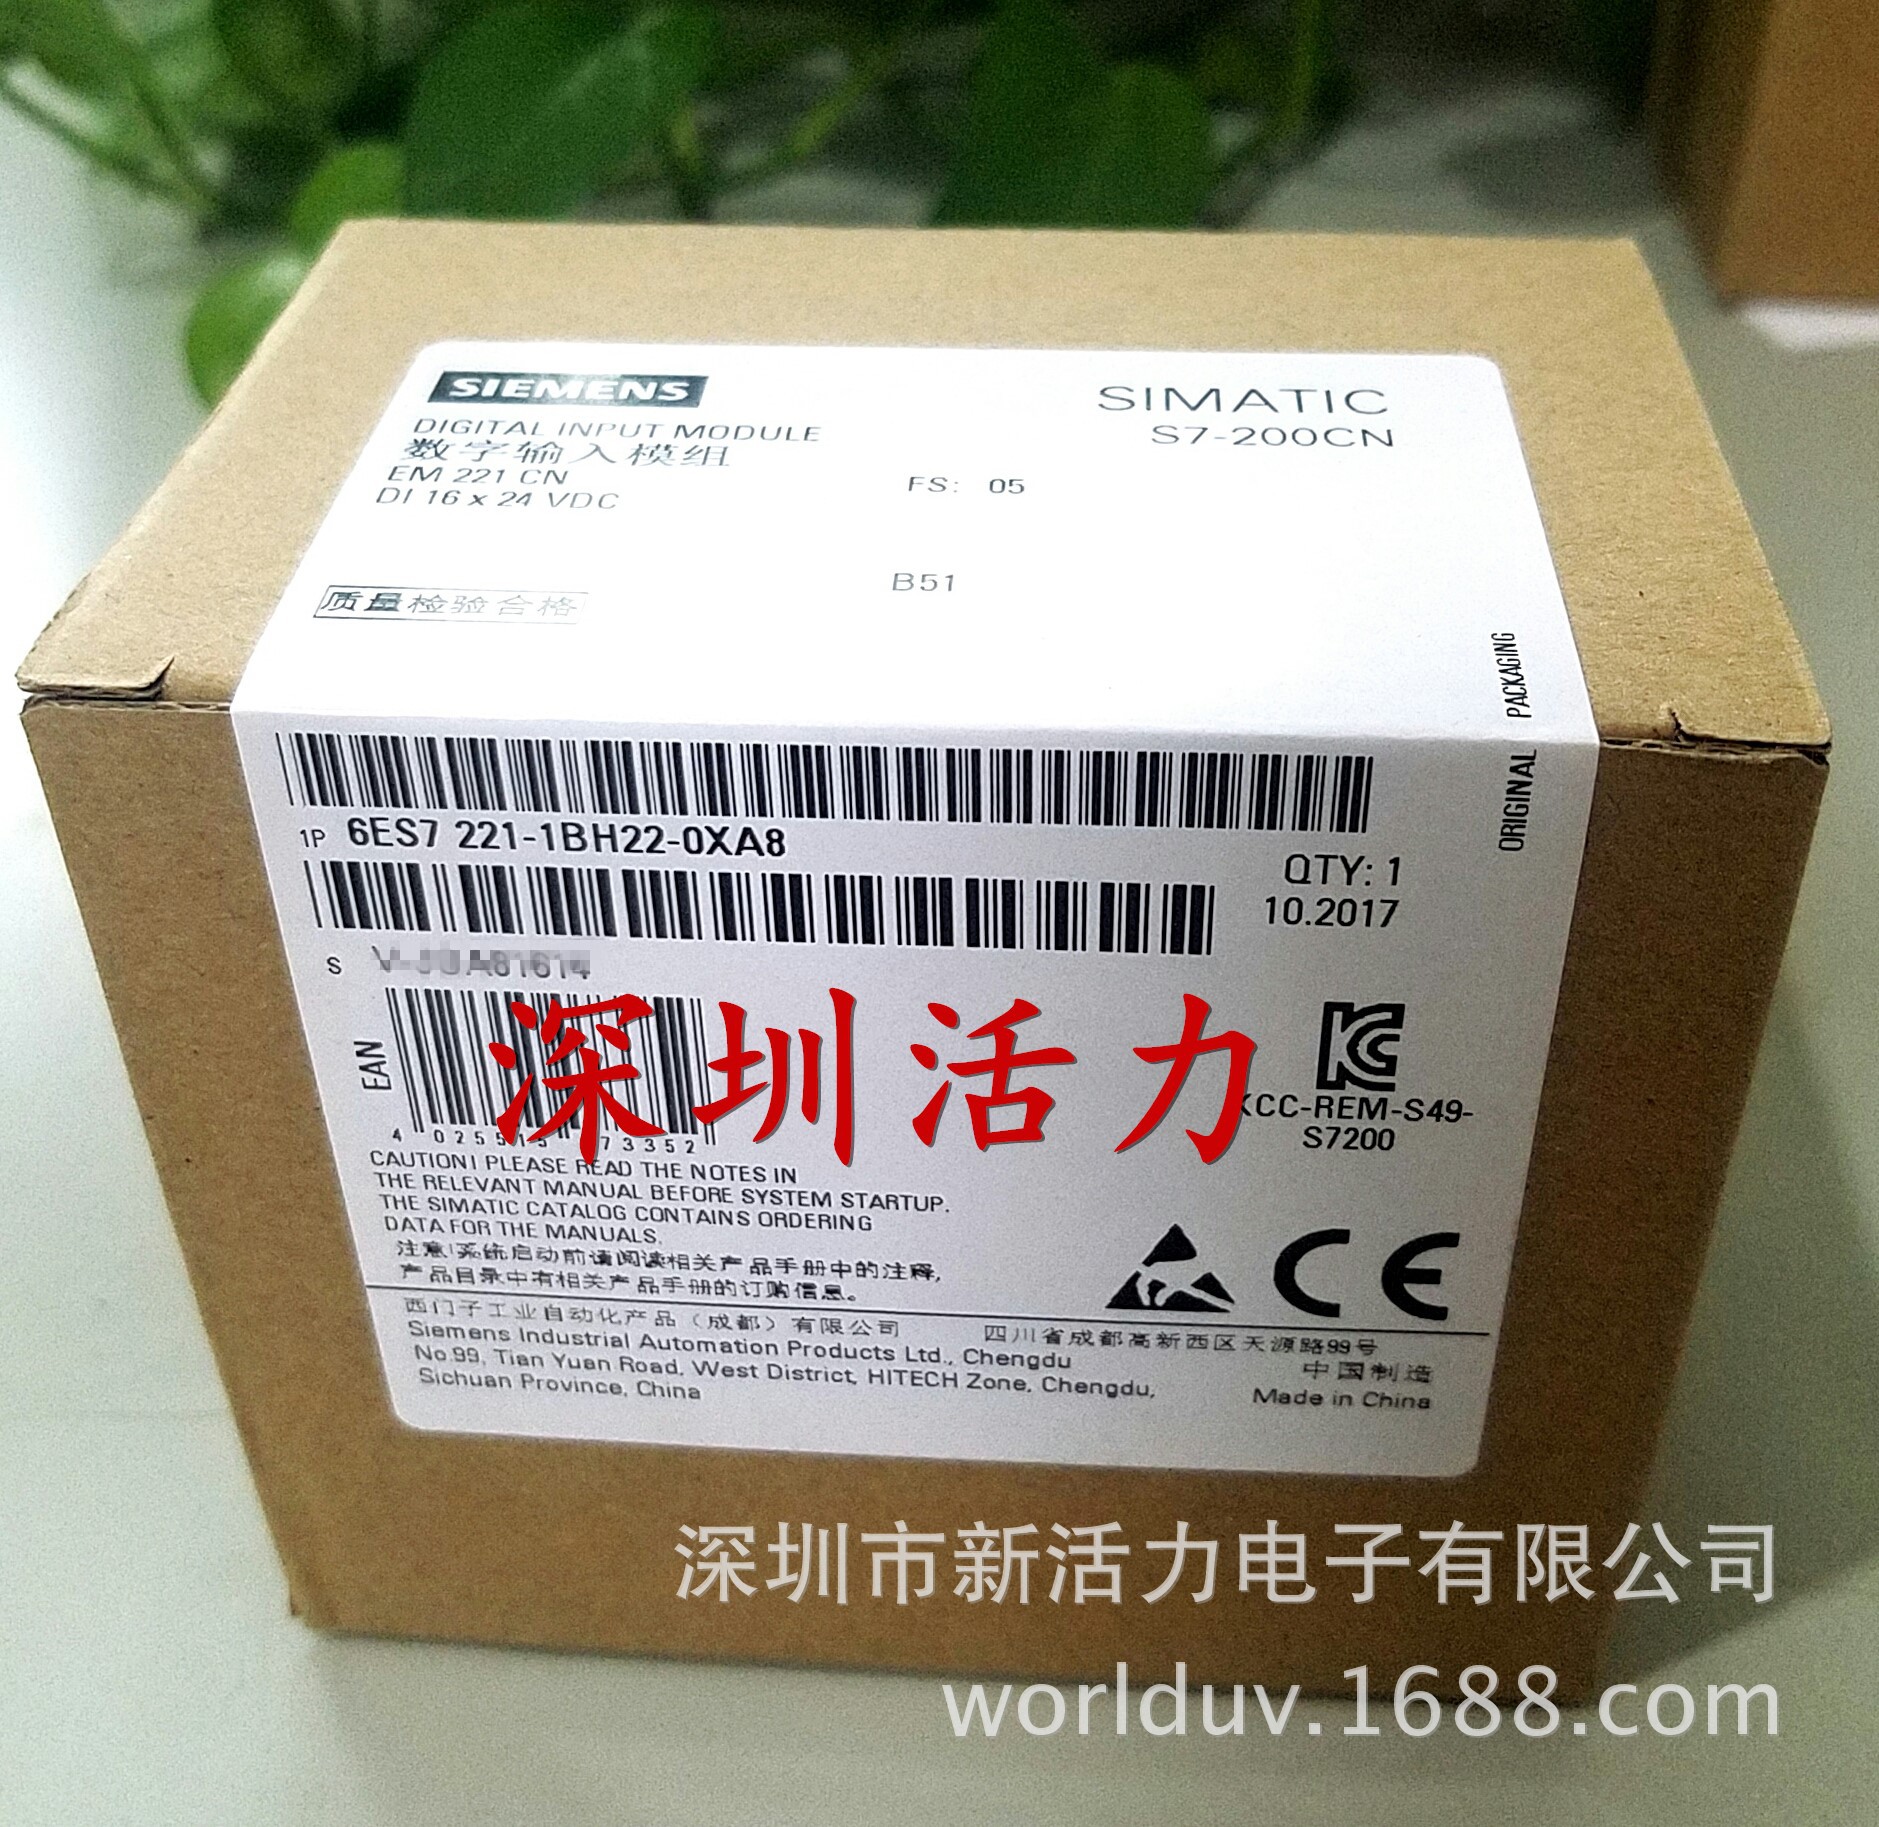 SIEMENS
SIMATIC
S7-200CN
DIGITAL INPUT MODULE
数字输入模组
EM 221 CN
DI 16 x 24 VDC
FS: 05
B51
质量检验合格
ORIGINAL PACKAGING
1P 6ES7 221-1BH22-0XA8
QTY: 1
10.2017
S
EAN
深圳活力
KCC-REM-S49-
S7200
CAUTION! PLEASE READ THE NOTES IN
THE RELEVANT MANUAL BEFORE SYSTEM STARTUP.
THE SIMATIC CATALOG CONTAINS ORDERING
DATA FOR THE MANUALS.
注意!系统启动前请阅读相关产品手册中的注释,
产品目录中有相关产品手册的订购信息。
CE
西门子工业自动化产品(成都)有限公司 四川省成都高新西区天源路99号
Siemens Industrial Automation Products Ltd., Chengdu
中国制造
No.99, Tian Yuan Road, West District, HITECH Zone, Chengdu,
Sichuan Province, China
Made in China
深圳市新活力电子有限公司
worlduv.1688.com